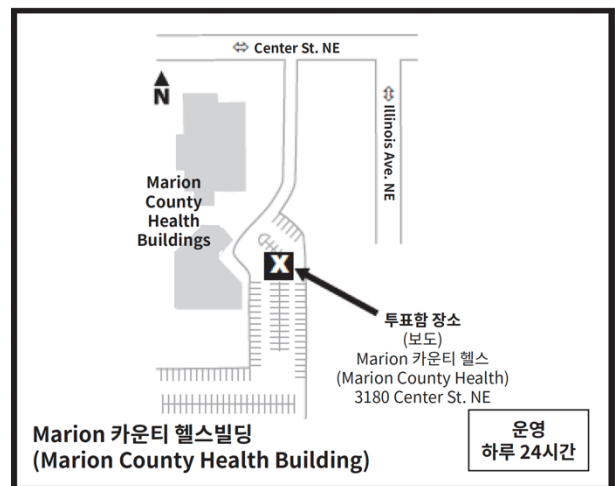 ⇔ Center St. NE
N
⇔ Illinois Ave. NE
Marion
County
Health
Buildings
X
투표함 장소
(보도)
Marion 카운티 헬스
(Marion County Health)
3180 Center St. NE
Marion 카운티 헬스빌딩
(Marion County Health Building)
운영
하루 24시간